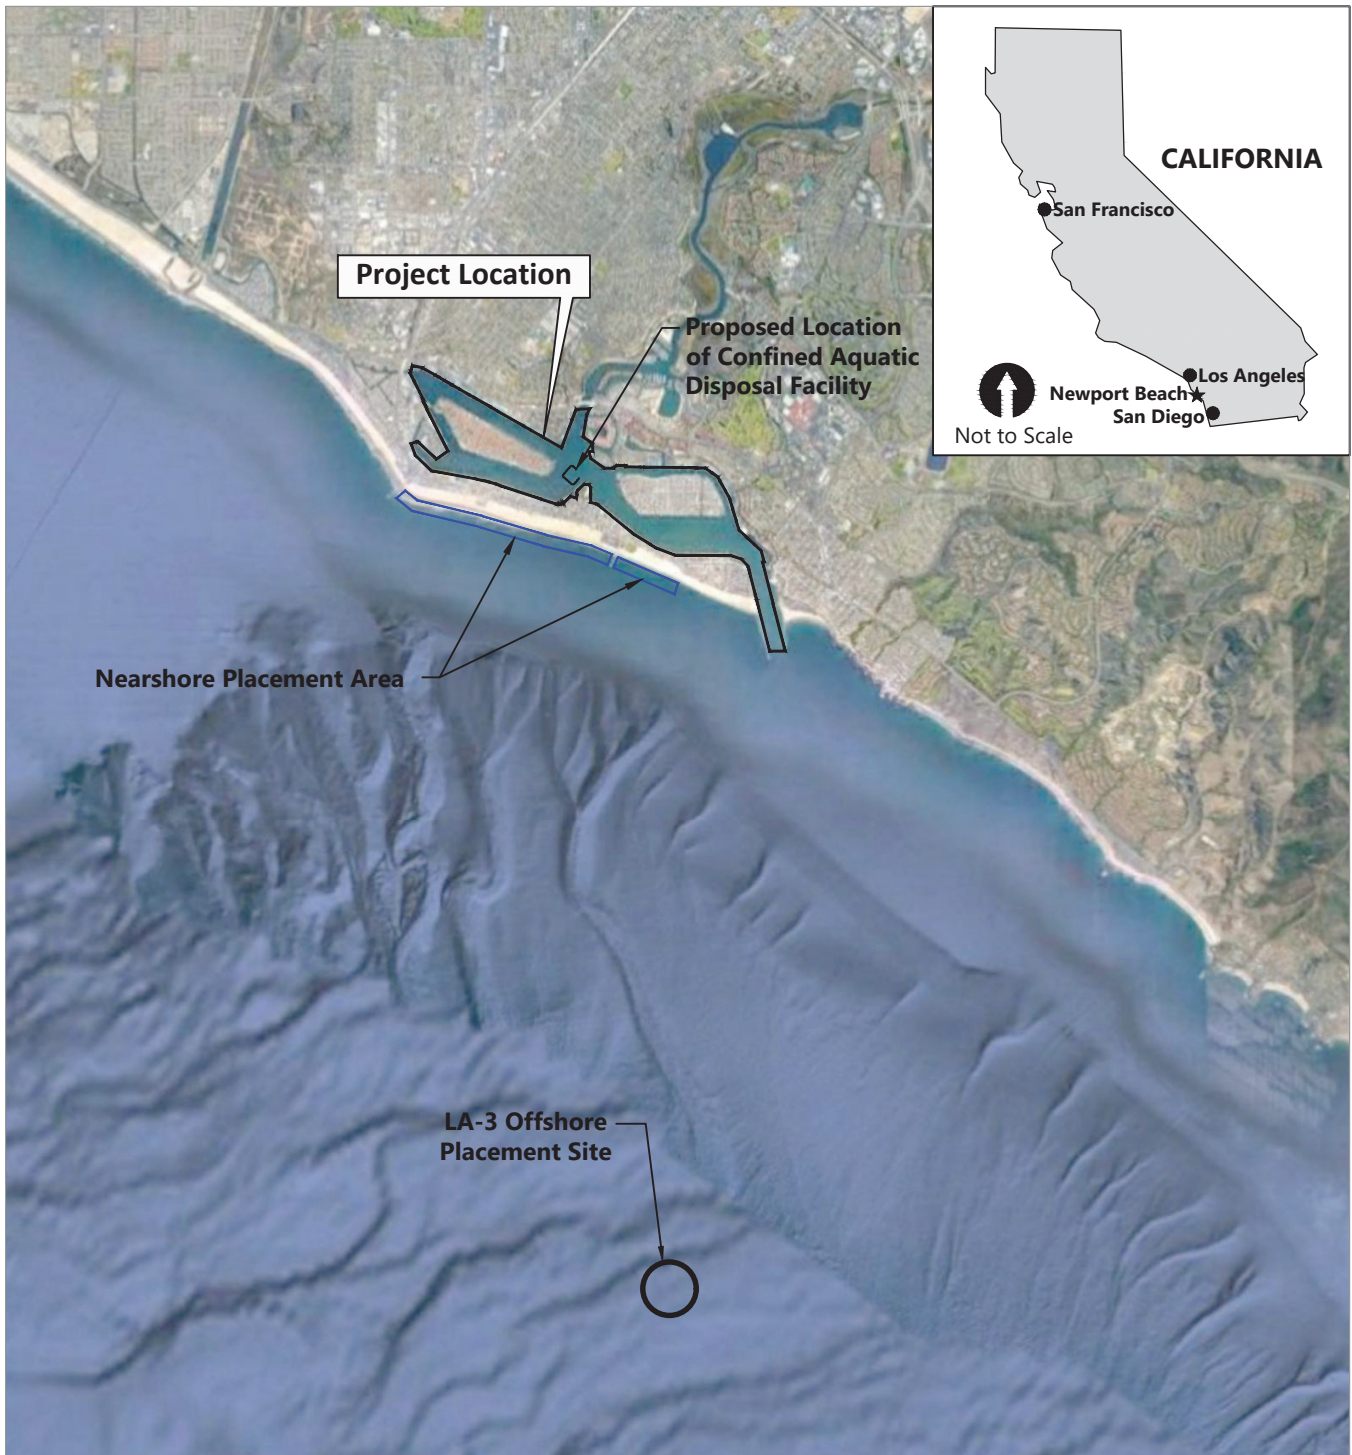 CALIFORNIA
San Francisco
Los Angeles
Newport Beach
San Diego
Not to Scale
Project Location
Proposed Location
of Confined Aquatic
Disposal Facility
Nearshore Placement Area
LA-3 Offshore
Placement Site